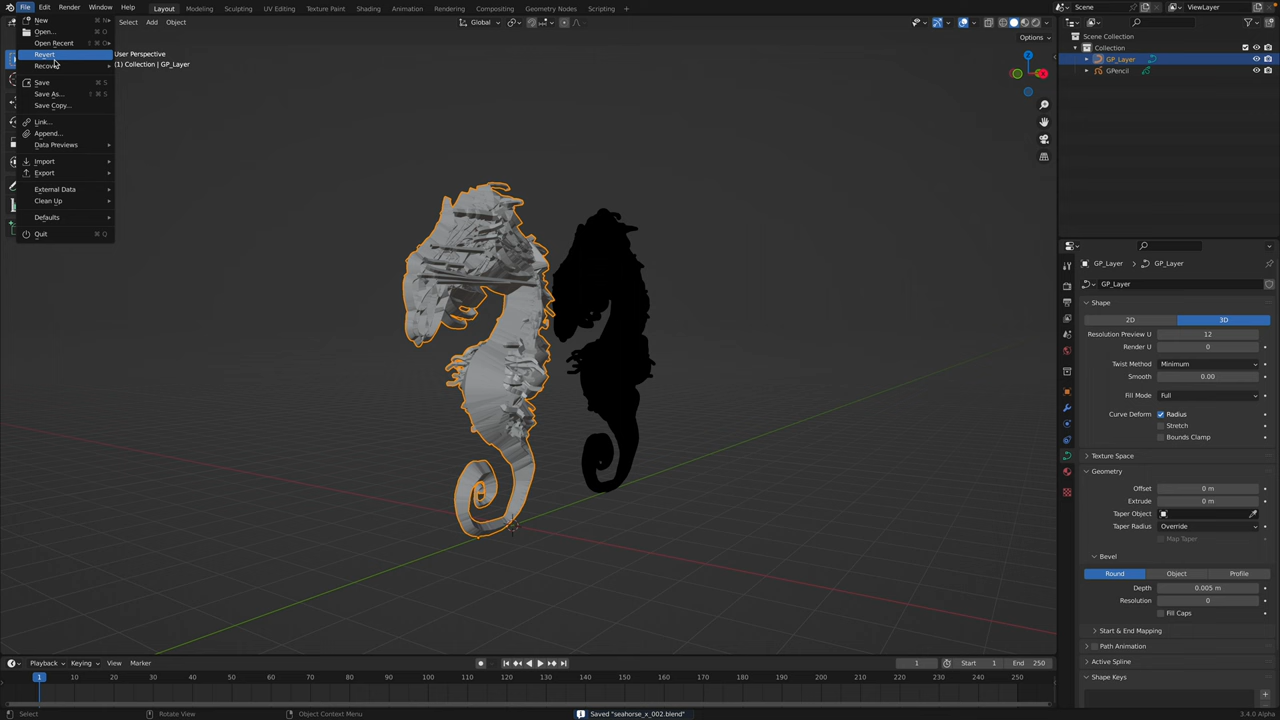 File Edit Render Window Help Layout Modeling Sculpting UV Editing Texture Paint Shading Animation Rendering Compositing Geometry Nodes Scripting + Scene ViewLayer
Select Add Object Global
Options
New
Open... ⌘ O
Open Recent ⇧ ⌘ O
Revert
Recover
Save ⌘ S
Save As... ⇧ ⌘ S
Save Copy...
Link...
Append...
Data Previews
Import
Export
External Data
Clean Up
Defaults
Quit ⌘ Q
User Perspective
(1) Collection | GP_Layer
Scene Collection
Collection
GP_Layer
GPencil
GP_Layer > GP_Layer
GP_Layer
Shape
2D 3D
Resolution Preview U 12
Render U 0
Twist Method Minimum
Smooth 0.00
Fill Mode Full
Curve Deform Radius
Stretch
Bounds Clamp
Texture Space
Geometry
Offset 0 m
Extrude 0 m
Taper Object
Taper Radius Override
Map Taper
Bevel
Round Object Profile
Depth 0.005 m
Resolution 0
Fill Caps
Start & End Mapping
Path Animation
Active Spline
Shape Keys
Playback Keying View Marker 1 Start 1 End 250
1 10 20 30 40 50 60 70 80 90 100 110 120 130 140 150 160 170 180 190 200 210 220 230 240 250
Select Rotate View Object Context Menu Saved "seahorse_x_002.blend" 3.4.0 Alpha